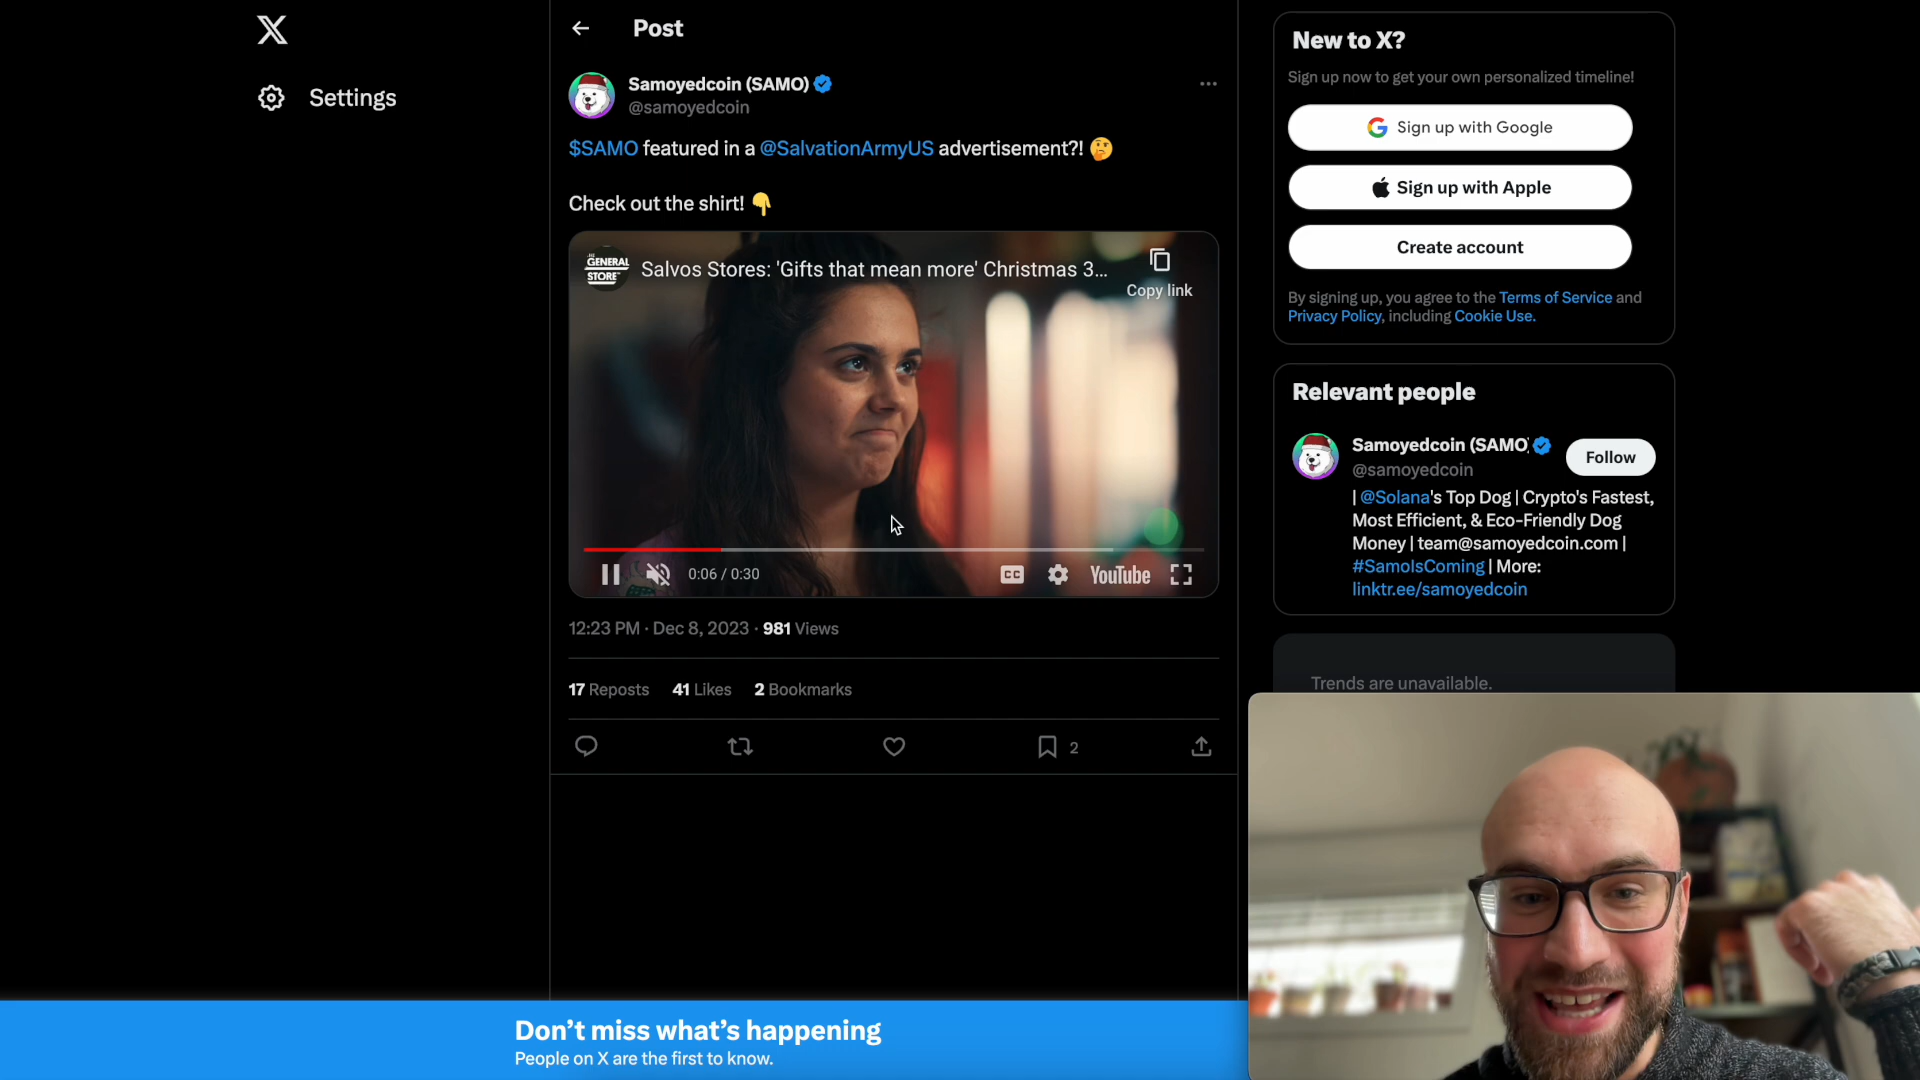 Settings
Post
Samoyedcoin (SAMO)
@samoyedcoin
$SAMO featured in a @SalvationArmyUS advertisement?! 🤔
Check out the shirt! 👇
THE GENERAL STORE
Salvos Stores: 'Gifts that mean more' Christmas 3...
Copy link
0:06 / 0:30
CC
YouTube
12:23 PM · Dec 8, 2023 · 981 Views
17 Reposts 41 Likes 2 Bookmarks
2
New to X?
Sign up now to get your own personalized timeline!
Sign up with Google
Sign up with Apple
Create account
By signing up, you agree to the Terms of Service and
Privacy Policy, including Cookie Use.
Relevant people
Samoyedcoin (SAMO)
@samoyedcoin
Follow
| @Solana's Top Dog | Crypto's Fastest,
Most Efficient, & Eco-Friendly Dog
Money | team@samoyedcoin.com |
#SamoIsComing | More:
linktr.ee/samoyedcoin
Trends are unavailable.
Don't miss what's happening
People on X are the first to know.